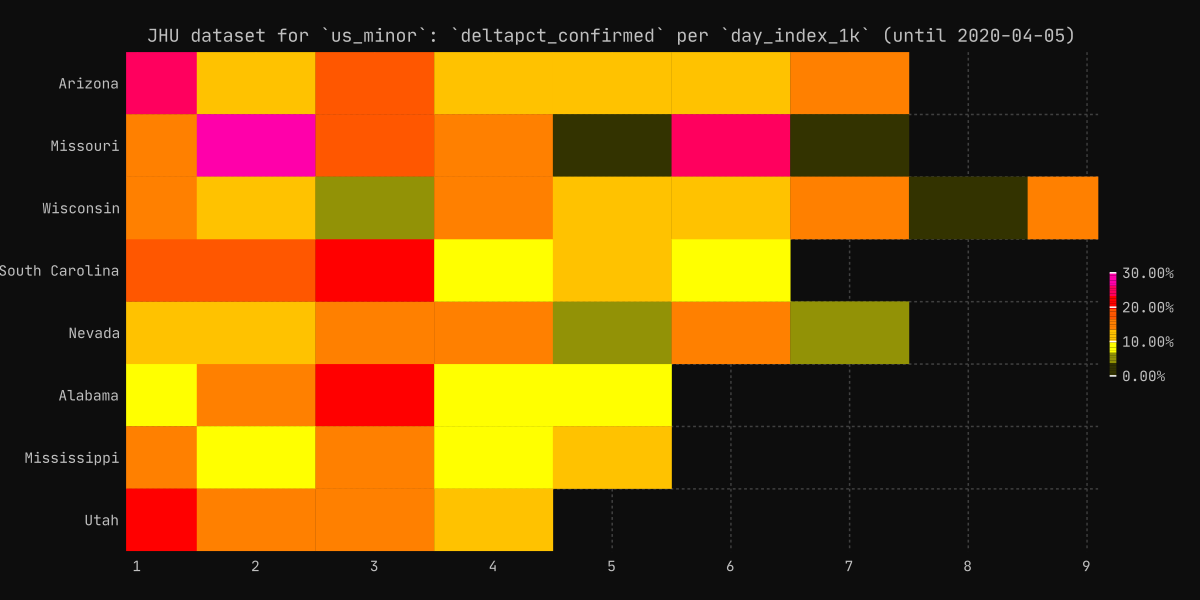 JHU dataset for `us_minor`: `deltapct_confirmed` per `day_index_1k` (until 2020-04-05)
Arizona
Missouri
Wisconsin
South Carolina
Nevada
Alabama
Mississippi
Utah
30.00%
20.00%
10.00%
0.00%
1 2 3 4 5 6 7 8 9